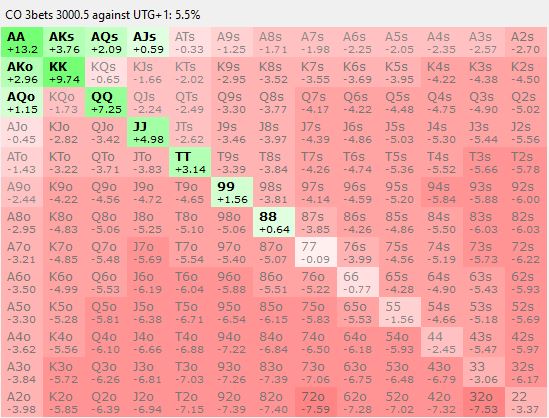 CO 3bets 3000.5 against UTG+1: 5.5%
AA AKs AQs AJs ATs A9s A8s A7s A6s A5s A4s A3s A2s
+13.2 +3.76 +2.09 +0.59 -0.33 -1.25 -1.71 -1.98 -2.25 -2.05 -2.35 -2.57 -2.70
AKo KK KQs KJs KTs K9s K8s K7s K6s K5s K4s K3s K2s
+2.96 +9.74 -0.65 -1.66 -2.02 -2.95 -3.52 -3.55 -3.69 -3.95 -4.22 -4.38 -4.50
AQo KQo QQ QJs QTs Q9s Q8s Q7s Q6s Q5s Q4s Q3s Q2s
+1.15 -1.73 +7.25 -2.24 -2.49 -3.30 -3.77 -4.17 -4.22 -4.48 -4.75 -4.90 -5.02
AJo KJo QJo JJ JTs J9s J8s J7s J6s J5s J4s J3s J2s
-0.45 -2.82 -3.42 +4.98 -2.62 -3.46 -3.97 -4.39 -4.86 -5.03 -5.30 -5.44 -5.56
ATo KTo QTo JTo TT T9s T8s T7s T6s T5s T4s T3s T2s
-1.43 -3.22 -3.71 -3.83 +3.14 -3.39 -3.84 -4.26 -4.74 -5.36 -5.52 -5.66 -5.78
A9o K9o Q9o J9o T9o 99 98s 97s 96s 95s 94s 93s 92s
-2.44 -4.22 -4.56 -4.72 -4.65 +1.56 -3.81 -4.14 -4.59 -5.20 -5.84 -5.88 -6.00
A8o K8o Q8o J8o T8o 98o 88 87s 86s 85s 84s 83s 82s
-2.95 -4.83 -5.06 -5.25 -5.10 -5.06 +0.64 -3.85 -4.26 -4.86 -5.50 -6.03 -6.03
A7o K7o Q7o J7o T7o 97o 87o 77 76s 75s 74s 73s 72s
-3.21 -4.85 -5.48 -5.69 -5.54 -5.40 -5.07 -0.09 -3.99 -4.56 -5.19 -5.73 -6.22
A6o K6o Q6o J6o T6o 96o 86o 76o 66 65s 64s 63s 62s
-3.50 -4.99 -5.53 -6.19 -6.04 -5.88 -5.51 -5.22 -0.77 -4.28 -4.90 -5.43 -5.93
A5o K5o Q5o J5o T5o 95o 85o 75o 65o 55 54s 53s 52s
-3.30 -5.28 -5.81 -6.38 -6.71 -6.54 -6.15 -5.83 -5.53 -1.56 -4.66 -5.18 -5.69
A4o K4o Q4o J4o T4o 94o 84o 74o 64o 54o 44 43s 42s
-3.62 -5.56 -6.10 -6.66 -6.88 -7.22 -6.84 -6.50 -6.18 -5.93 -2.45 -5.47 -5.97
A3o K3o Q3o J3o T3o 93o 83o 73o 63o 53o 43o 33 32s
-3.84 -5.72 -6.26 -6.81 -7.03 -7.26 -7.39 -7.06 -6.75 -6.48 -6.79 -3.06 -6.17
A2o K2o Q2o J2o T2o 92o 82o 72o 62o 52o 42o 32o 22
-3.98 -5.85 -6.39 -6.94 -7.15 -7.39 -7.40 -7.59 -7.28 -7.02 -7.32 -7.53 -3.37